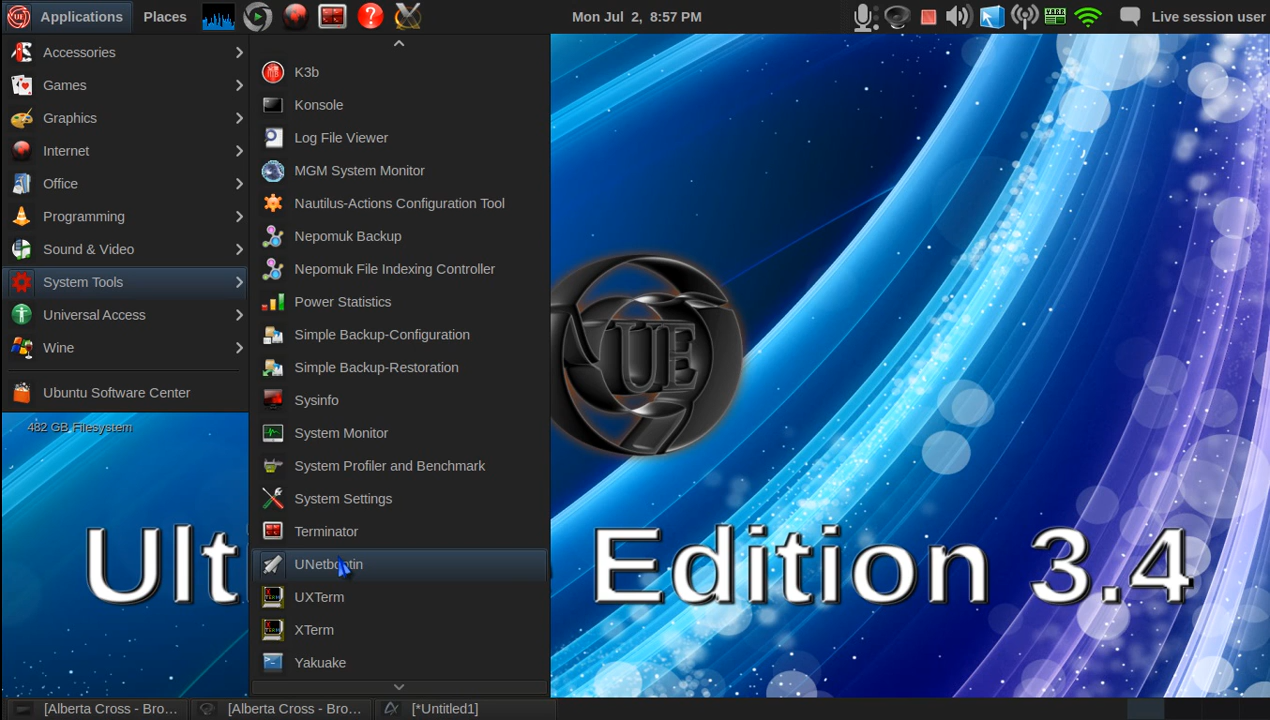 Applications Places Mon Jul 2, 8:57 PM Live session user
Accessories
Games
Graphics
Internet
Office
Programming
Sound & Video
System Tools
Universal Access
Wine
Ubuntu Software Center
K3b
Konsole
Log File Viewer
MGM System Monitor
Nautilus-Actions Configuration Tool
Nepomuk Backup
Nepomuk File Indexing Controller
Power Statistics
Simple Backup-Configuration
Simple Backup-Restoration
Sysinfo
System Monitor
System Profiler and Benchmark
System Settings
Terminator
UNetbootin
UXTerm
XTerm
Yakuake
482 GB Filesystem
UE
Ult Edition 3.4
[Alberta Cross - Bro... [Alberta Cross - Bro... [*Untitled1]